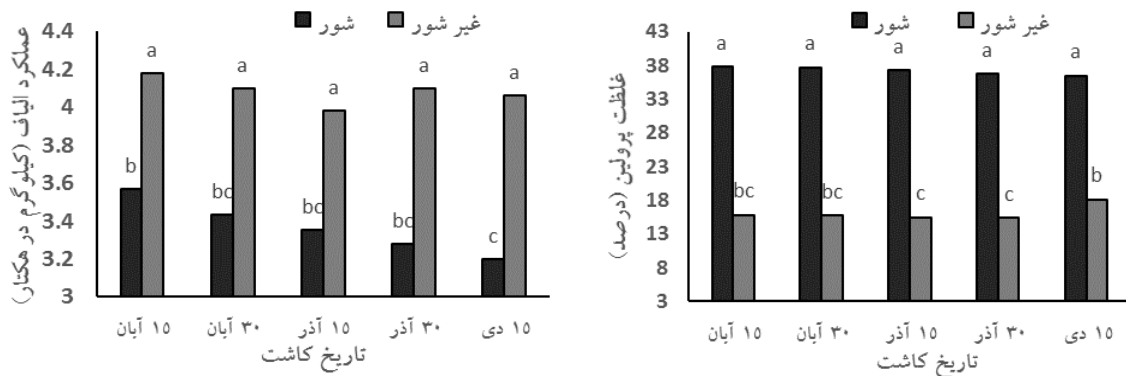 شور
غیر شور
عملکرد الیاف (کیلوگرم در هکتار)
4.4
4.2
4
3.8
3.6
3.4
3.2
3
b
a
bc
a
bc
a
bc
a
c
a
۱۵ آبان
۳۰ آبان
۱۵ آذر
۳۰ آذر
۱۵ دی
تاریخ کاشت
شور
غیر شور
غلظت پرولین (درصد)
43
38
33
28
23
18
13
8
3
a
bc
a
bc
a
c
a
c
a
b
۱۵ آبان
۳۰ آبان
۱۵ آذر
۳۰ آذر
۱۵ دی
تاریخ کاشت